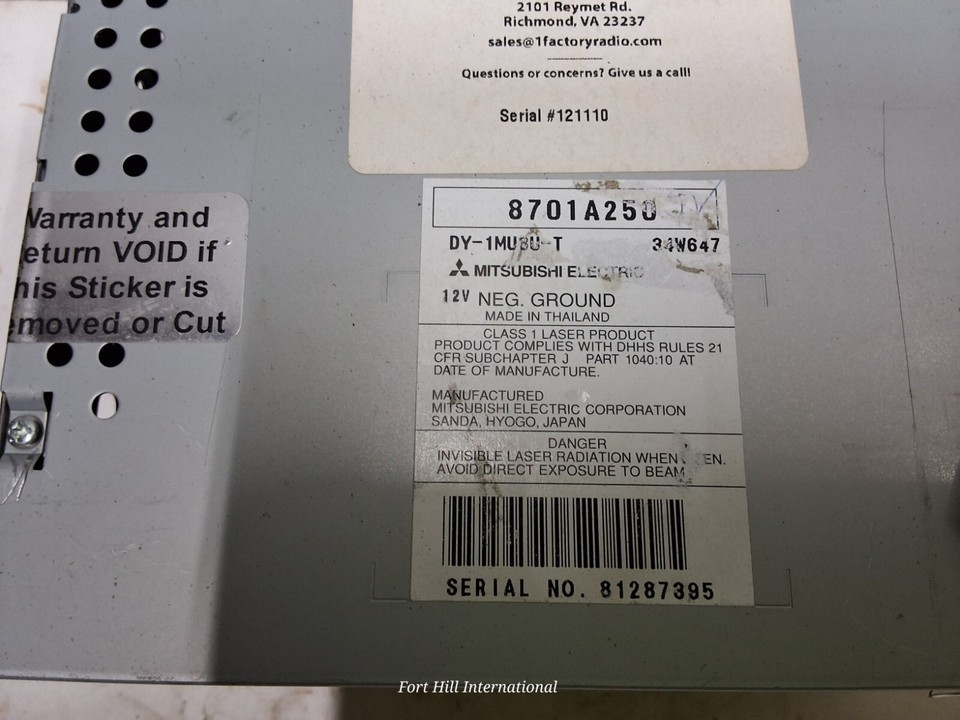 2101 Reymet Rd.
Richmond, VA 23237
sales@1factoryradio.com
Questions or concerns? Give us a call!
Serial #121110
Warranty and
eturn VOID if
his Sticker is
emoved or Cut
8701A250
DY-1MU8U-T 34W647
MITSUBISHI ELECTRIC
12V NEG. GROUND
MADE IN THAILAND
CLASS 1 LASER PRODUCT
PRODUCT COMPLIES WITH DHHS RULES 21
CFR SUBCHAPTER J PART 1040:10 AT
DATE OF MANUFACTURE.
MANUFACTURED
MITSUBISHI ELECTRIC CORPORATION
SANDA, HYOGO, JAPAN
DANGER
INVISIBLE LASER RADIATION WHEN EN.
AVOID DIRECT EXPOSURE TO BEAM
SERIAL NO. 81287395
Fort Hill International